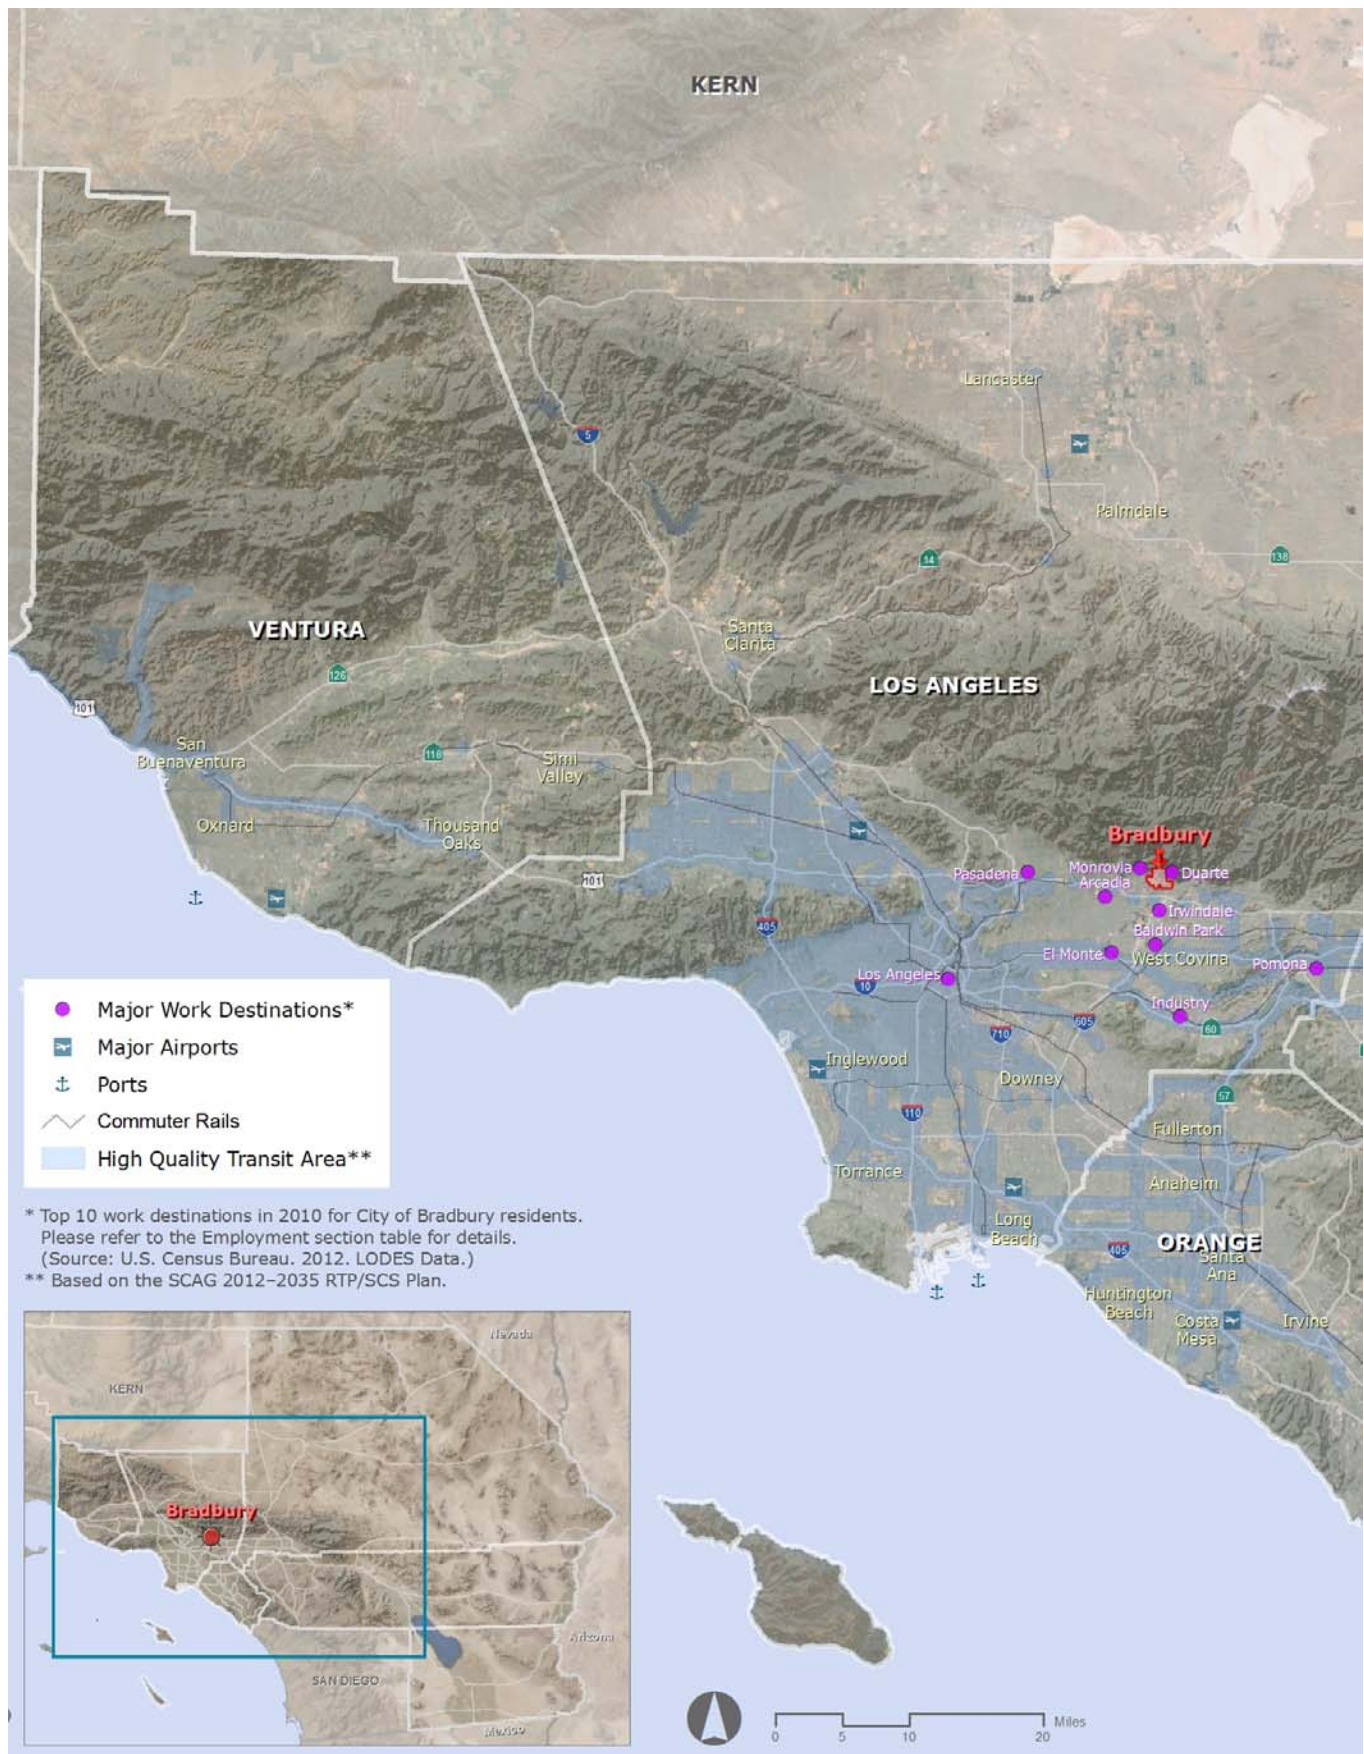 KERN
Lancaster
5
Palmdale
14
138
VENTURA
Santa
Clarita
126
LOS ANGELES
101
San
Buenaventura
118
Simi
Valley
Oxnard
Thousand
Oaks
Bradbury
101
Pasadena
Monrovia
Duarte
Arcadia
405
Irwindale
Baldwin Park
El Monte
West Covina
Pomona
Los Angeles
10
Industry
605
60
710
Inglewood
Downey
57
110
Fullerton
Torrance
Anaheim
Long
Beach
405
ORANGE
Santa
Ana
Huntington
Beach
Costa
Mesa
Irvine
Major Work Destinations*
Major Airports
Ports
Commuter Rails
High Quality Transit Area**
* Top 10 work destinations in 2010 for City of Bradbury residents.
Please refer to the Employment section table for details.
(Source: U.S. Census Bureau. 2012. LODES Data.)
** Based on the SCAG 2012–2035 RTP/SCS Plan.
Nevada
KERN
Bradbury
Arizona
SAN DIEGO
Mexico
0 5 10 20 Miles